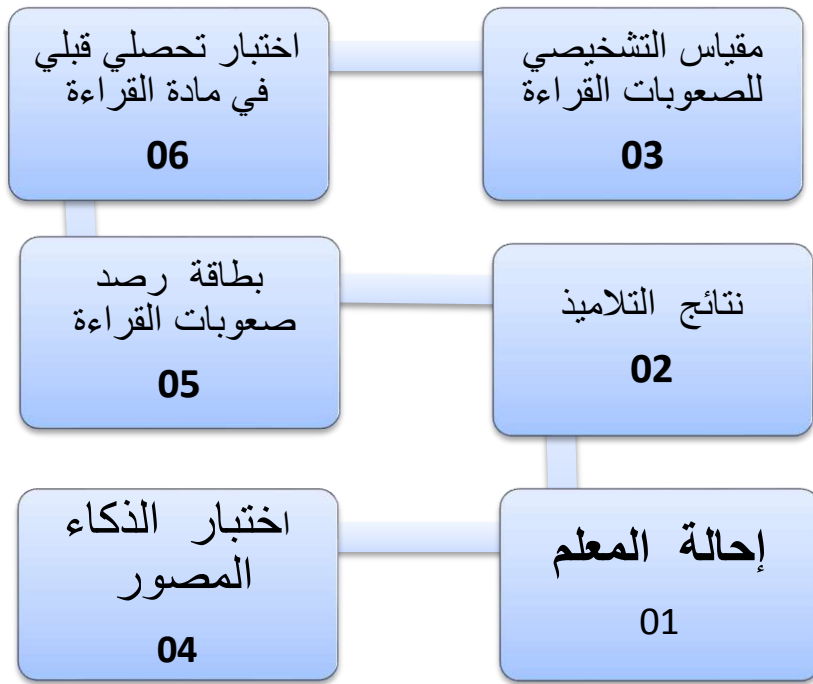 مقياس التشخيصي
للصعوبات القراءة
03
اختبار تحصلي قبلي
في مادة القراءة
06
نتائج التلاميذ
02
بطاقة رصد
صعوبات القراءة
05
إحالة المعلم
01
اختبار الذكاء
المصور
04